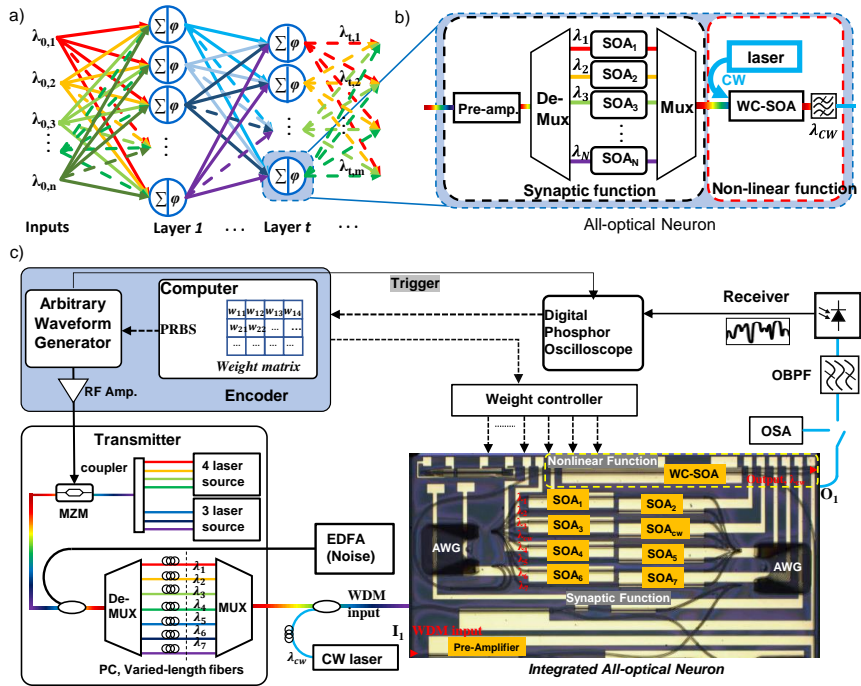 a)
λ0,1
λ0,2
λ0,3
λ0,n
∑ φ
∑ φ
∑ φ
∑ φ
∑ φ
∑ φ
∑ φ
λt,1
λt,2
λt,m
Inputs
Layer 1
. . .
Layer t
. . .
b)
Pre-amp.
De-
Mux
λ1
SOA1
λ2
SOA2
λ3
SOA3
λN
SOAN
Mux
Synaptic function
laser
CW
WC-SOA
λCW
Non-linear function
All-optical Neuron
c)
Arbitrary
Waveform
Generator
PRBS
Computer
w11 w12 w13 w14
w21 w22 ... ...
... ... ...
Weight matrix
Encoder
RF Amp.
Trigger
Digital
Phosphor
Oscilloscope
Receiver
OBPF
OSA
Weight controller
Transmitter
coupler
MZM
4 laser
source
3 laser
source
EDFA
(Noise)
De-
MUX
λ1
λ2
λ3
λ4
λ5
λ6
λ7
MUX
PC, Varied-length fibers
WDM
input
λcw
CW laser
I1
O1
Nonlinear Function
WC-SOA
AWG
SOA1
SOA2
SOA3
SOAcw
SOA4
SOA5
SOA6
SOA7
AWG
Synaptic Function
WDM input
Pre-Amplifier
Integrated All-optical Neuron